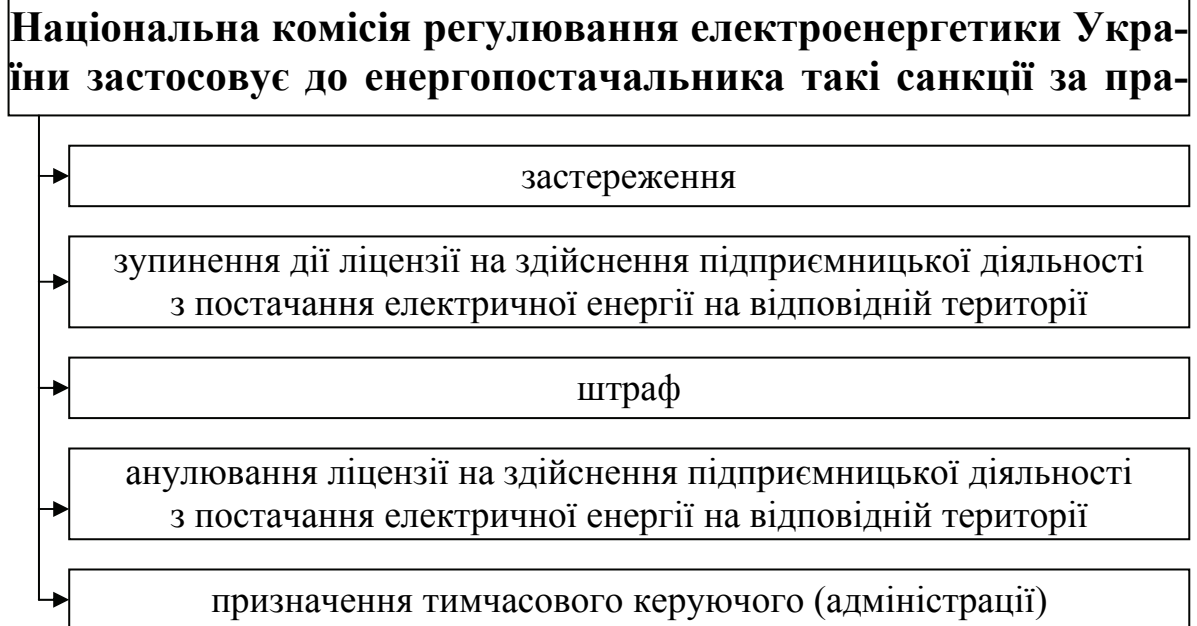 Національна комісія регулювання електроенергетики Укра-
їни застосовує до енергопостачальника такі санкції за пра-
застереження
зупинення дії ліцензії на здійснення підприємницької діяльності
з постачання електричної енергії на відповідній території
штраф
анулювання ліцензії на здійснення підприємницької діяльності
з постачання електричної енергії на відповідній території
призначення тимчасового керуючого (адміністрації)